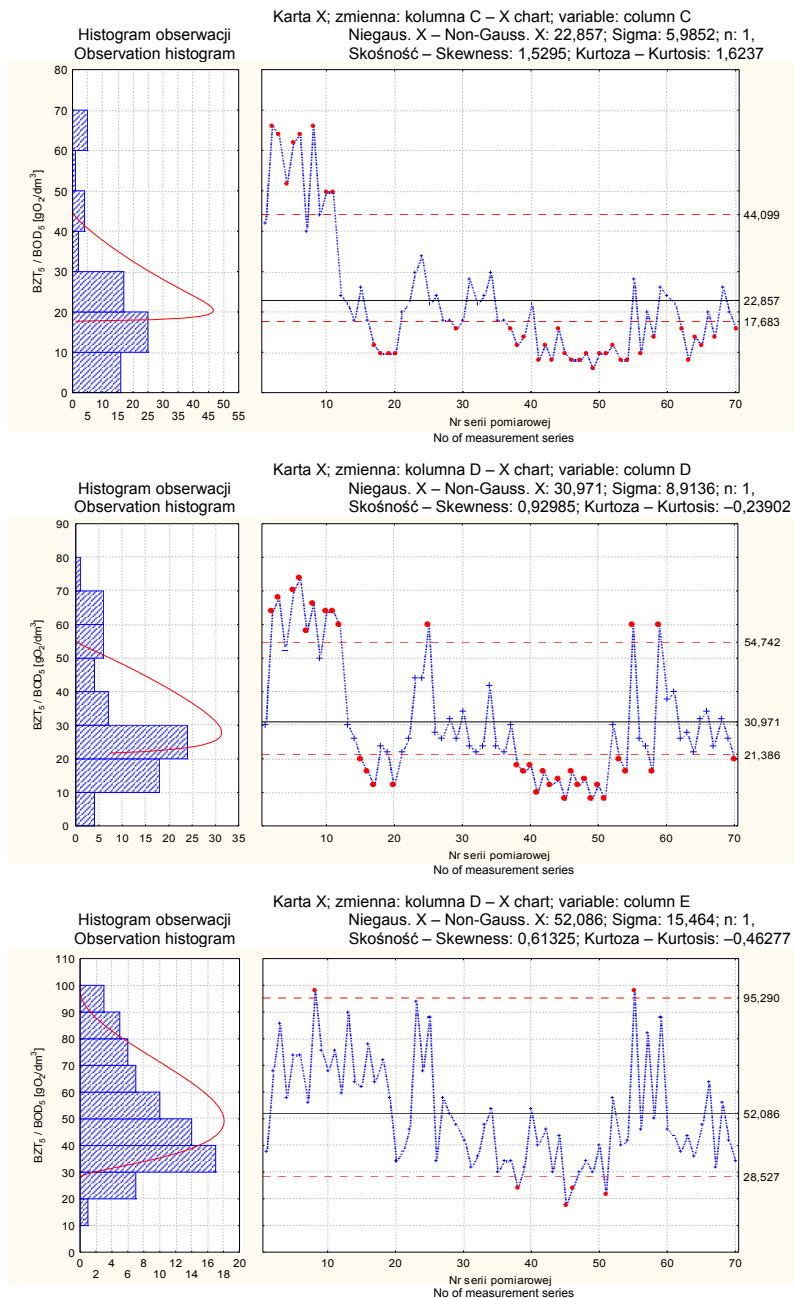 Karta X; zmienna: kolumna C – X chart; variable: column C
Histogram obserwacji
Observation histogram
Niegaus. X – Non-Gauss. X: 22,857; Sigma: 5,9852; n: 1,
Skośność – Skewness: 1,5295; Kurtoza – Kurtosis: 1,6237
BZT₅ / BOD₅ [gO₂/dm³]
80
70
60
50
40
30
20
10
0
0 10 20 30 40 50
5 15 25 35 45 55
44,099
22,857
17,683
10 20 30 40 50 60 70
Nr serii pomiarowej
No of measurement series
Karta X; zmienna: kolumna D – X chart; variable: column D
Histogram obserwacji
Observation histogram
Niegaus. X – Non-Gauss. X: 30,971; Sigma: 8,9136; n: 1,
Skośność – Skewness: 0,92985; Kurtoza – Kurtosis: –0,23902
BZT₅ / BOD₅ [gO₂/dm³]
90
80
70
60
50
40
30
20
10
0
0 5 10 15 20 25 30 35
54,742
30,971
21,386
10 20 30 40 50 60 70
Nr serii pomiarowej
No of measurement series
Karta X; zmienna: kolumna D – X chart; variable: column E
Histogram obserwacji
Observation histogram
Niegaus. X – Non-Gauss. X: 52,086; Sigma: 15,464; n: 1,
Skośność – Skewness: 0,61325; Kurtoza – Kurtosis: –0,46277
BZT₅ / BOD₅ [gO₂/dm³]
110
100
90
80
70
60
50
40
30
20
10
0
0 4 8 12 16 20
2 6 10 14 18
95,290
52,086
28,527
10 20 30 40 50 60 70
Nr serii pomiarowej
No of measurement series